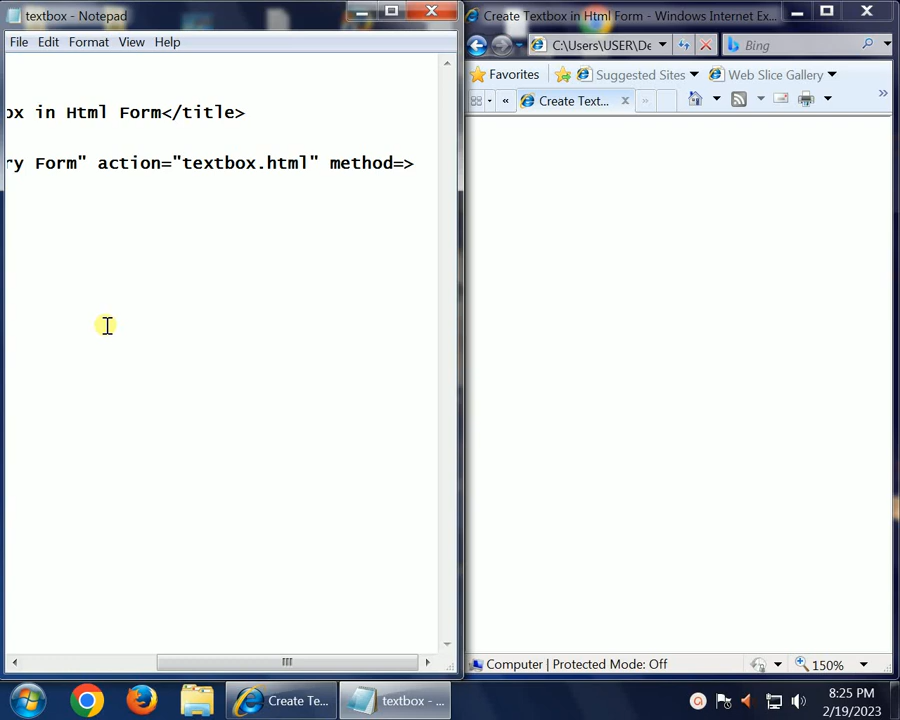 textbox - Notepad
File Edit Format View Help
ox in Html Form</title>
ry Form" action="textbox.html" method=>
Create Textbox in Html Form - Windows Internet Ex...
C:\Users\USER\De
Bing
Favorites Suggested Sites Web Slice Gallery
« Create Text... x » »
Computer | Protected Mode: Off 150%
Create Te... textbox - ...
8:25 PM
2/19/2023